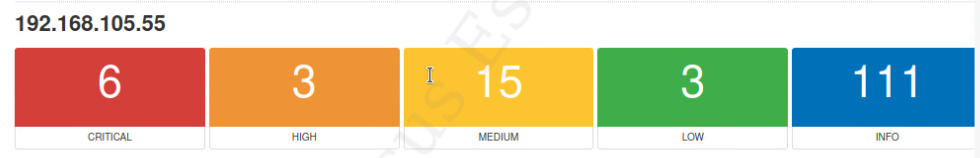 192.168.105.55
6 3 15 3 111
CRITICAL HIGH MEDIUM LOW INFO